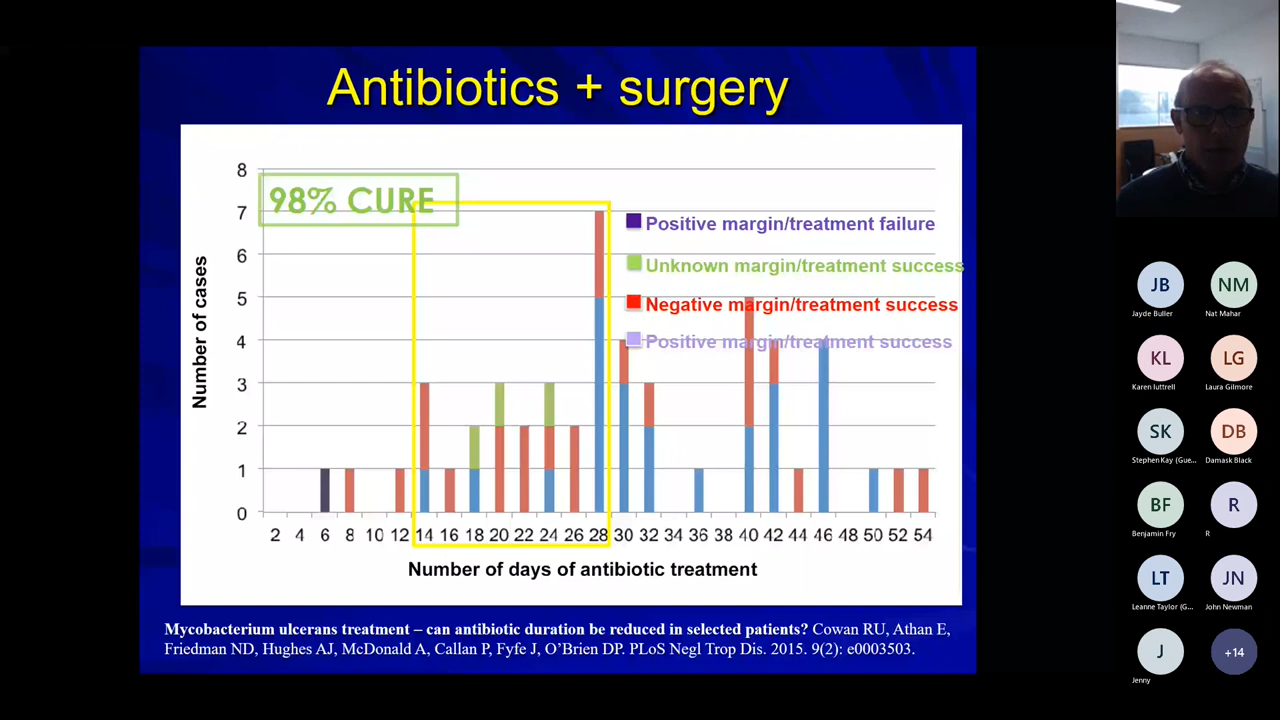 Antibiotics + surgery
98% CURE
8
7
6
5
4
3
2
1
0
Number of cases
Positive margin/treatment failure
Unknown margin/treatment success
Negative margin/treatment success
Positive margin/treatment success
2 4 6 8 10 12 14 16 18 20 22 24 26 28 30 32 34 36 38 40 42 44 46 48 50 52 54
Number of days of antibiotic treatment
Mycobacterium ulcerans treatment – can antibiotic duration be reduced in selected patients? Cowan RU, Athan E,
Friedman ND, Hughes AJ, McDonald A, Callan P, Fyfe J, O'Brien DP. PLoS Negl Trop Dis. 2015. 9(2): e0003503.
JB NM
Jayde Buller Nat Mahar
KL LG
Karen luttrell Laura Gilmore
SK DB
Stephen Kay (Gue... Damask Black
BF R
Benjamin Fry R
LT JN
Leanne Taylor (G... John Newman
J +14
Jenny